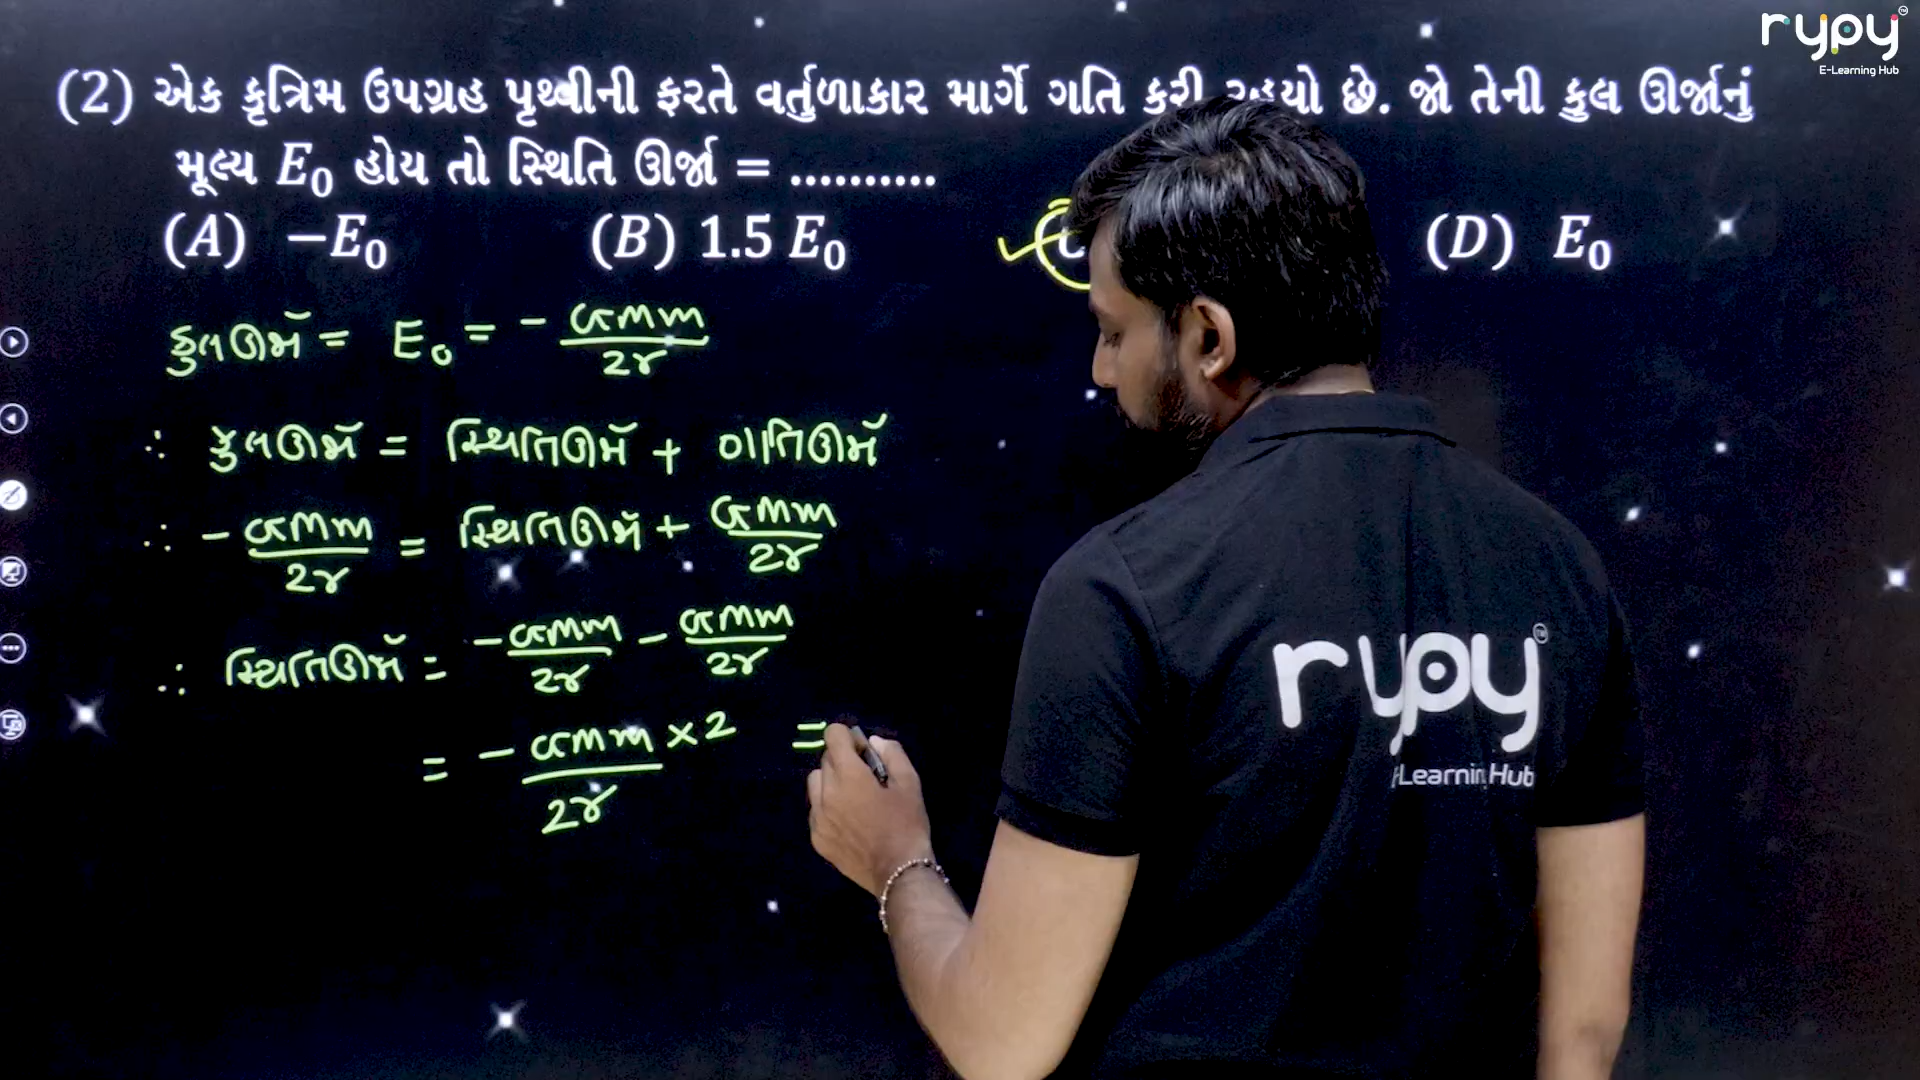 rypy
E-Learning Hub
(2) એક કૃત્રિમ ઉપગ્રહ પૃથ્વીની ફરતે વર્તુળાકાર માર્ગે ગતિ કરી રહયો છે. જો તેની કુલ ઊર્જાનું
મૂલ્ય E₀ હોય તો સ્થિતિ ઊર્જા = ..........
(A) −E₀ (B) 1.5 E₀ (D) E₀
કુલઊર્જા = E₀ = - GMm/2r
∴ કુલઊર્જા = સ્થિતિઊર્જા + ગતિઊર્જા
∴ - GMm/2r = સ્થિતિઊર્જા + GMm/2r
∴ સ્થિતિઊર્જા = - GMm/2r - GMm/2r
= - GMm/2r × 2 =
rypy
Learning Hub